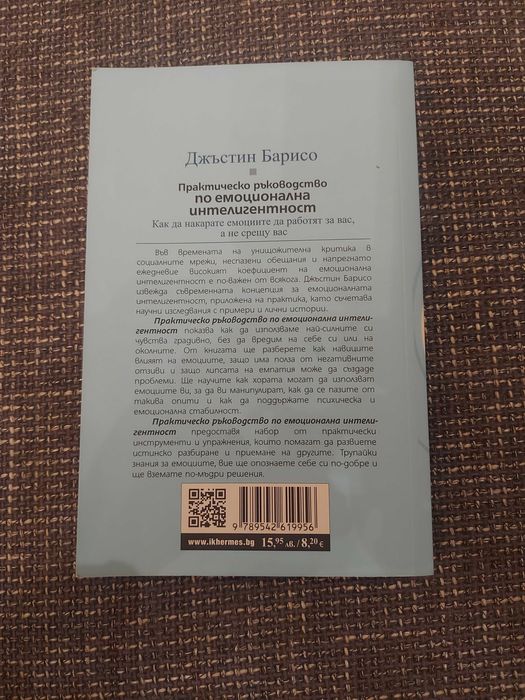 Джъстин Барисо
Практическо ръководство
по емоционална
интелигентност
Как да накарате емоциите да работят за вас,
а не срещу вас
Във времената на унищожителна критика в
социалните мрежи, неспазени обещания и напрегнато
ежедневие високият коефициент на емоционална
интелигентност е по-важен от всякога. Джъстин Барисо
извежда съвременната концепция за емоционалната
интелигентност, приложена на практика, като съчетава
научни изследвания с примери и лични истории.
Практическо ръководство по емоционална интели-
гентност показва как да използваме най-силните си
чувства градивно, без да вредим на себе си или на
околните. От книгата ще разберете как навиците
влияят на емоциите, защо има полза от негативните
отзиви и защо липсата на емпатия може да създаде
проблеми. Ще научите как хората могат да използват
емоциите ви, за да ви манипулират, как да се пазите от
такива опити и как да поддържате психическа и
емоционална стабилност.
Практическо ръководство по емоционална интели-
гентност предоставя набор от практически
инструменти и упражнения, които помагат да развиете
истинско разбиране и приемане на другите. Трупайки
знания за емоциите, вие ще опознаете себе си по-добре и
ще вземате по-мъдри решения.
9 789542 619956
www.ikhermes.bg 15,95 лв. / 8,20 €